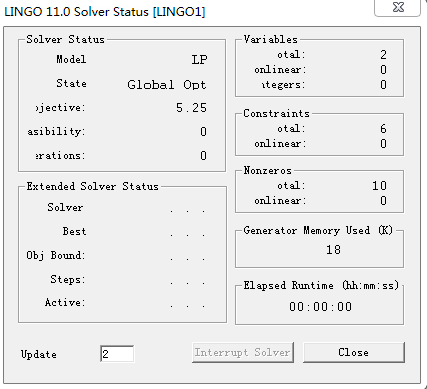 LINGO 11.0 Solver Status [LINGO1]
Solver Status
Model LP
State Global Opt
ojective: 5.25
asibility: 0
erations: 0
Extended Solver Status
Solver . . .
Best . . .
Obj Bound: . . .
Steps: . . .
Active: . . .
Variables
otal: 2
onlinear: 0
ntegers: 0
Constraints
otal: 6
onlinear: 0
Nonzeros
otal: 10
onlinear: 0
Generator Memory Used (K)
18
Elapsed Runtime (hh:mm:ss)
00:00:00
Update 2
Interrupt Solver
Close